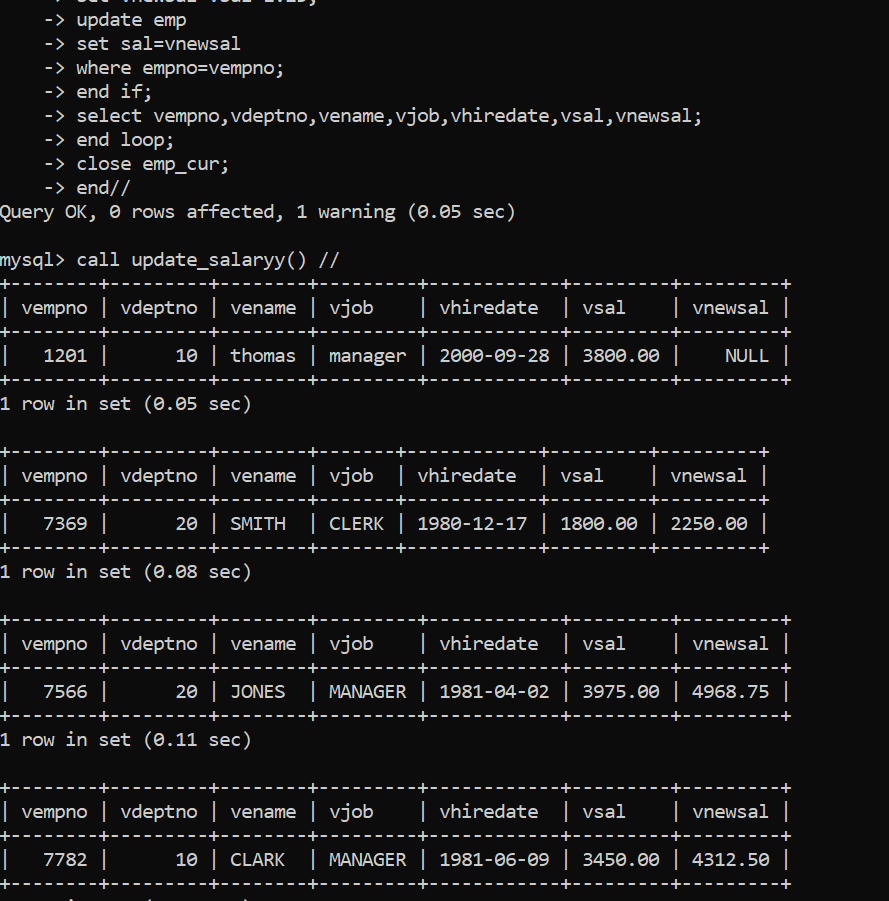 -> update emp
-> set sal=vnewsal
-> where empno=vempno;
-> end if;
-> select vempno,vdeptno,vename,vjob,vhiredate,vsal,vnewsal;
-> end loop;
-> close emp_cur;
-> end//
Query OK, 0 rows affected, 1 warning (0.05 sec)
mysql> call update_salaryy() //
+--------+---------+--------+---------+------------+---------+---------+
| vempno | vdeptno | vename | vjob    | vhiredate  | vsal    | vnewsal |
+--------+---------+--------+---------+------------+---------+---------+
|   1201 |      10 | thomas | manager | 2000-09-28 | 3800.00 |    NULL |
+--------+---------+--------+---------+------------+---------+---------+
1 row in set (0.05 sec)
+--------+---------+--------+-------+------------+---------+---------+
| vempno | vdeptno | vename | vjob  | vhiredate  | vsal    | vnewsal |
+--------+---------+--------+-------+------------+---------+---------+
|   7369 |      20 | SMITH  | CLERK | 1980-12-17 | 1800.00 | 2250.00 |
+--------+---------+--------+-------+------------+---------+---------+
1 row in set (0.08 sec)
+--------+---------+--------+---------+------------+---------+---------+
| vempno | vdeptno | vename | vjob    | vhiredate  | vsal    | vnewsal |
+--------+---------+--------+---------+------------+---------+---------+
|   7566 |      20 | JONES  | MANAGER | 1981-04-02 | 3975.00 | 4968.75 |
+--------+---------+--------+---------+------------+---------+---------+
1 row in set (0.11 sec)
+--------+---------+--------+---------+------------+---------+---------+
| vempno | vdeptno | vename | vjob    | vhiredate  | vsal    | vnewsal |
+--------+---------+--------+---------+------------+---------+---------+
|   7782 |      10 | CLARK  | MANAGER | 1981-06-09 | 3450.00 | 4312.50 |
+--------+---------+--------+---------+------------+---------+---------+